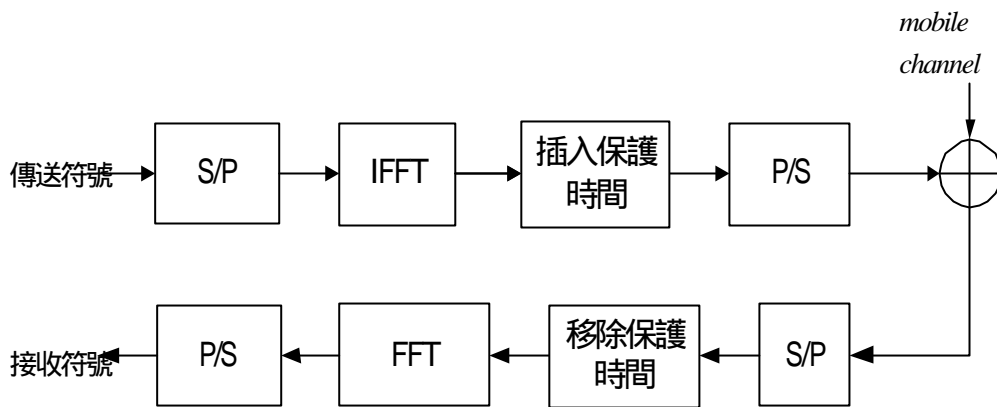 mobile
channel
傳送符號
S/P
IFFT
插入保護
時間
P/S
接收符號
P/S
FFT
移除保護
時間
S/P